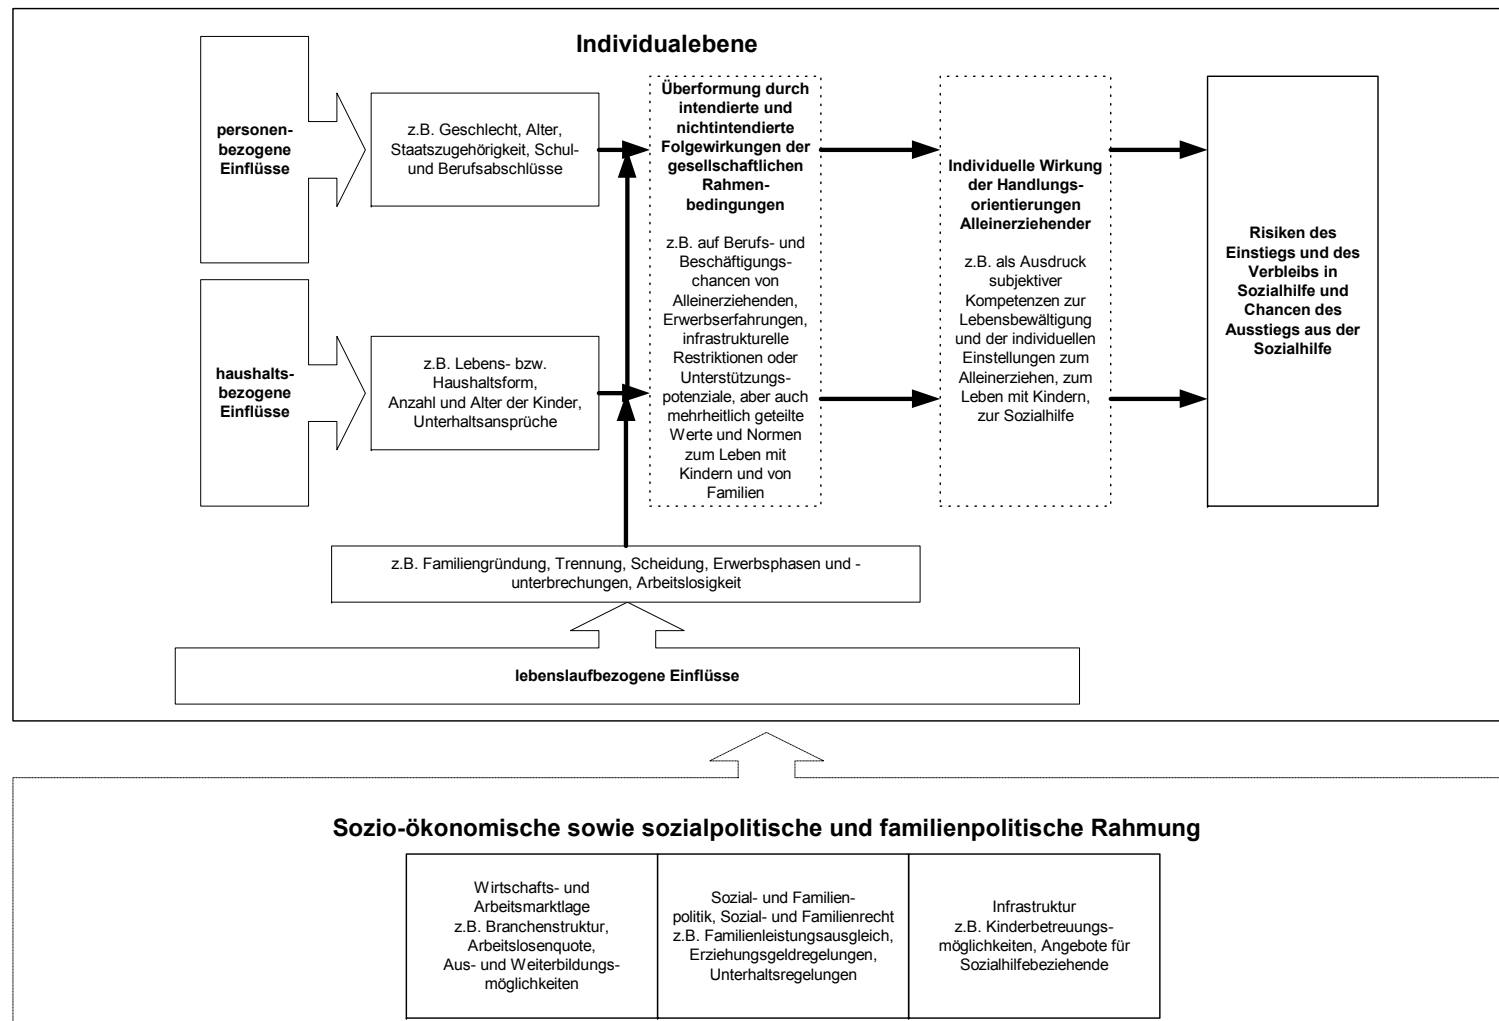 Individualebene
personen-
bezogene
Einflüsse
z.B. Geschlecht, Alter,
Staatszugehörigkeit, Schul-
und Berufsabschlüsse
Überformung durch
intendierte und
nichtintendierte
Folgewirkungen der
gesellschaftlichen
Rahmen-
bedingungen
z.B. auf Berufs- und
Beschäftigungs-
chancen von
Alleinerziehenden,
Erwerbserfahrungen,
infrastrukturelle
Restriktionen oder
Unterstützungs-
potenziale, aber auch
mehrheitlich geteilte
Werte und Normen
zum Leben mit
Kindern und von
Familien
Individuelle Wirkung
der Handlungs-
orientierungen
Alleinerziehender
z.B. als Ausdruck
subjektiver
Kompetenzen zur
Lebensbewältigung
und der individuellen
Einstellungen zum
Alleinerziehen, zum
Leben mit Kindern,
zur Sozialhilfe
Risiken des
Einstiegs und des
Verbleibs in
Sozialhilfe und
Chancen des
Ausstiegs aus der
Sozialhilfe
haushalts-
bezogene
Einflüsse
z.B. Lebens- bzw.
Haushaltsform,
Anzahl und Alter der Kinder,
Unterhaltsansprüche
z.B. Familiengründung, Trennung, Scheidung, Erwerbsphasen und -
unterbrechungen, Arbeitslosigkeit
lebenslaufbezogene Einflüsse
Sozio-ökonomische sowie sozialpolitische und familienpolitische Rahmung
Wirtschafts- und
Arbeitsmarktlage
z.B. Branchenstruktur,
Arbeitslosenquote,
Aus- und Weiterbildungs-
möglichkeiten
Sozial- und Familien-
politik, Sozial- und Familienrecht
z.B. Familienleistungsausgleich,
Erziehungsgeldregelungen,
Unterhaltsregelungen
Infrastruktur
z.B. Kinderbetreuungs-
möglichkeiten, Angebote für
Sozialhilfebeziehende